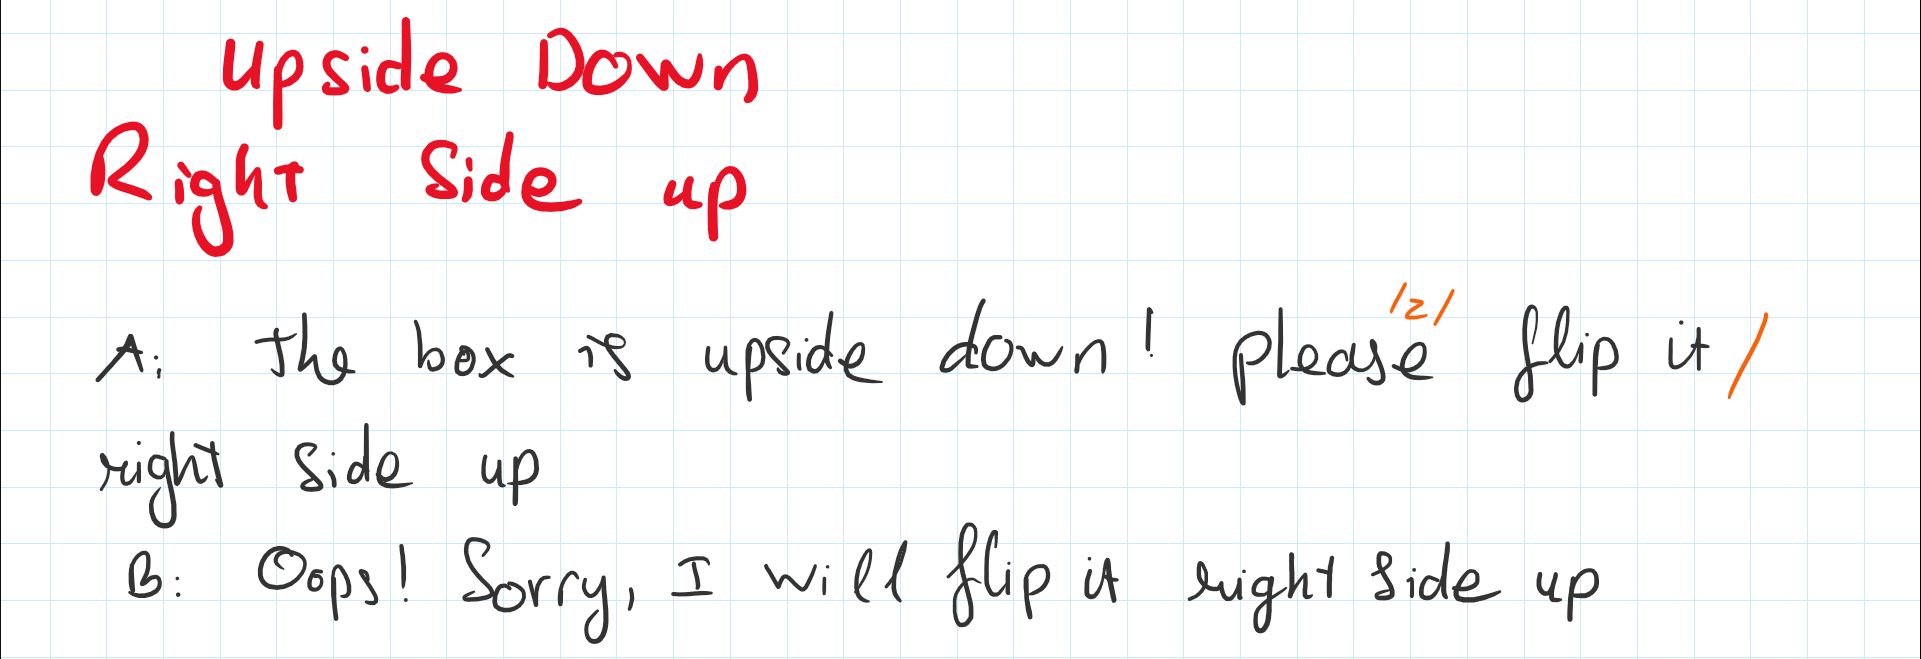 Upside Down
Right Side up
/z/
A: The box is upside down! please flip it /
right side up
B: Oops! Sorry, I will flip it right side up